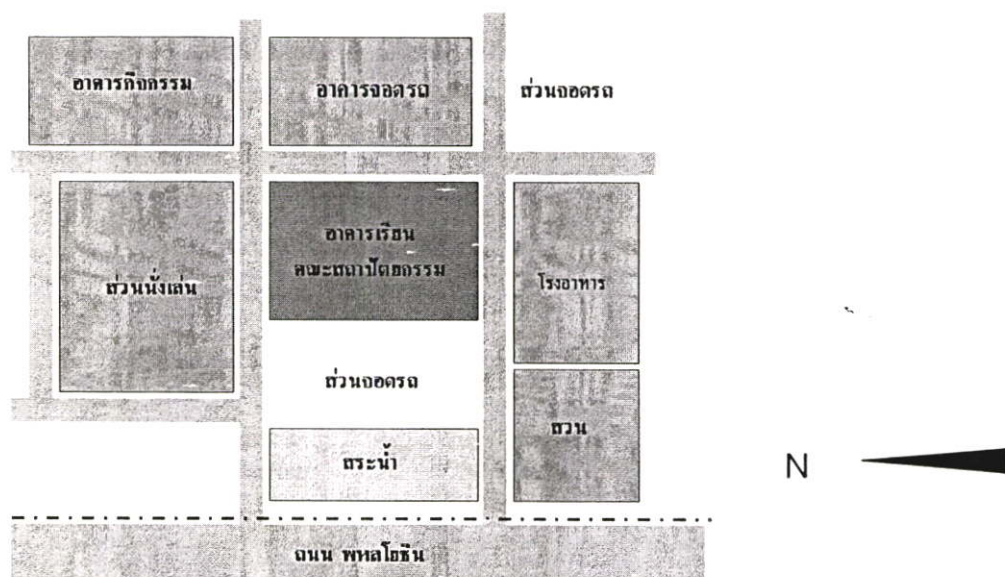 อาคารกิจกรรม
อาคารจอดรถ
ส่วนจอดรถ
อาคารเรียน
คณะสถาปัตยกรรม
ส่วนนั่งเล่น
โรงอาหาร
ส่วนจอดรถ
สวน
สระน้ำ
N
ถนน พหลโยธิน